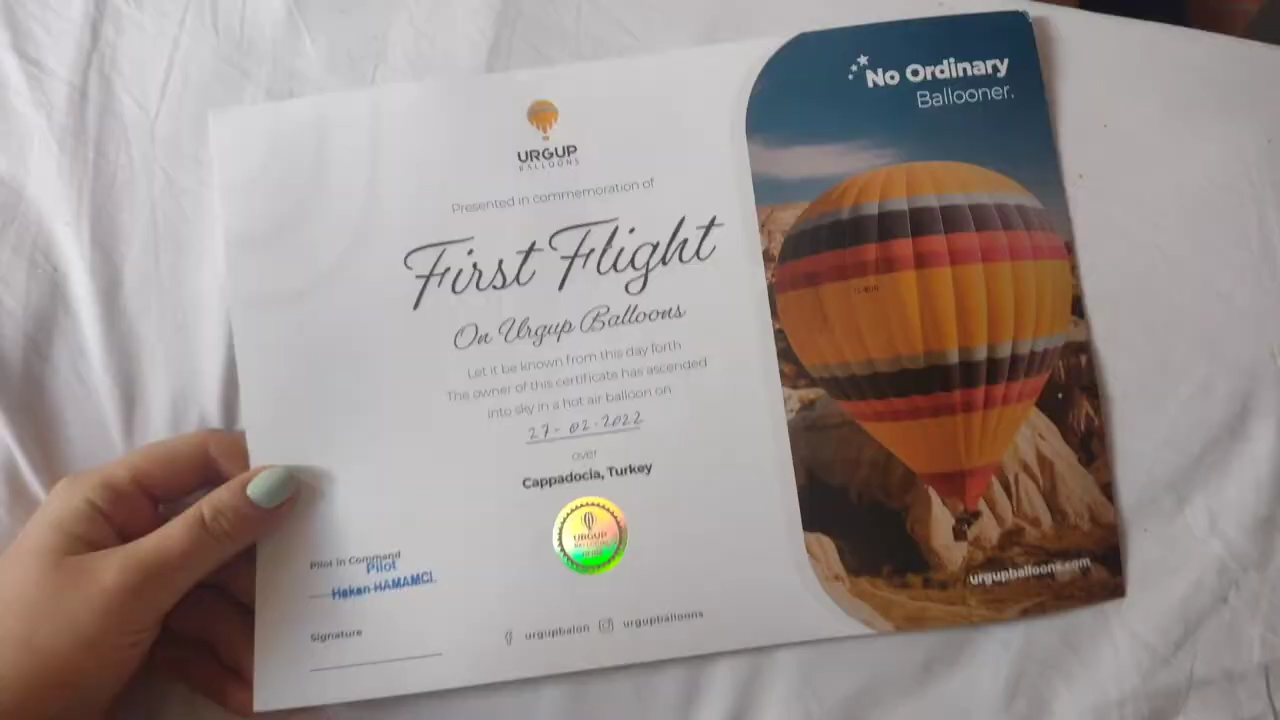 URGUP
BALLOONS
Presented in commemoration of
First Flight
On Urgup Balloons
Let it be known from this day forth
The owner of this certificate has ascended
into sky in a hot air balloon on
27-02-2022
over
Cappadocia, Turkey
URGUP
BALLOONS
Pilot in Command
Pilot
Hakan HAMAMCI
Signature
urgupbalon urgupballoons
No Ordinary
Ballooner.
urgupballoons.com